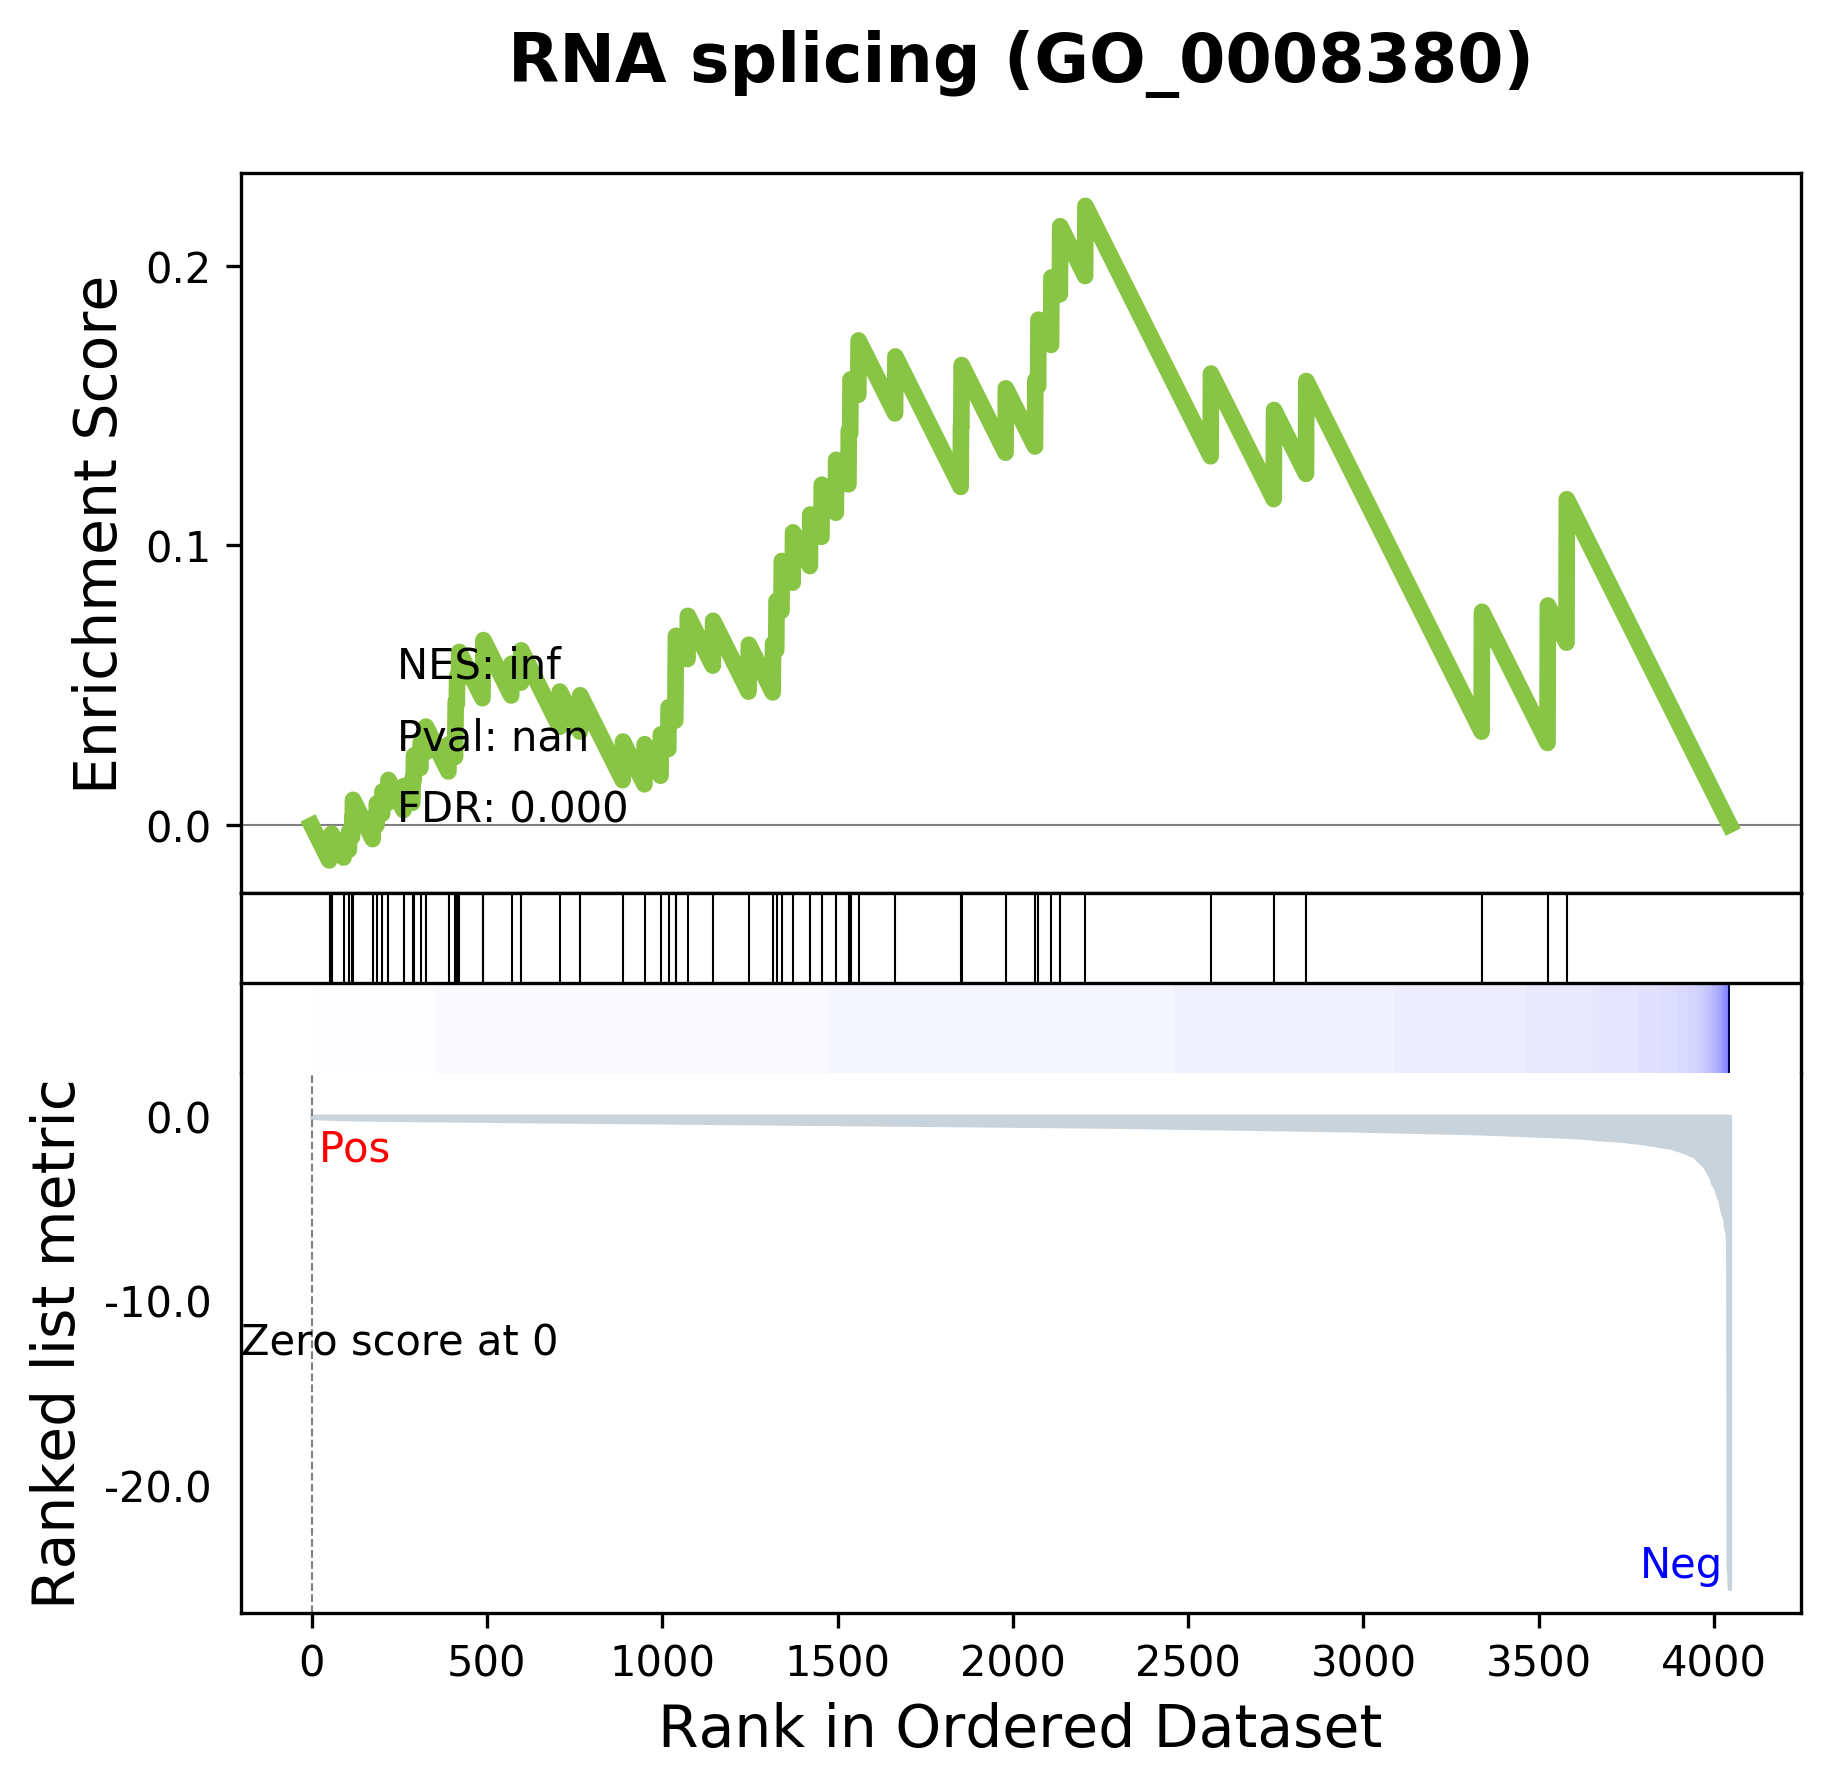 RNA splicing (GO_0008380)
Enrichment Score
0.2
0.1
0.0
NES: inf
Pval: nan
FDR: 0.000
Ranked list metric
0.0
-10.0
-20.0
Pos
Zero score at 0
Neg
0 500 1000 1500 2000 2500 3000 3500 4000
Rank in Ordered Dataset